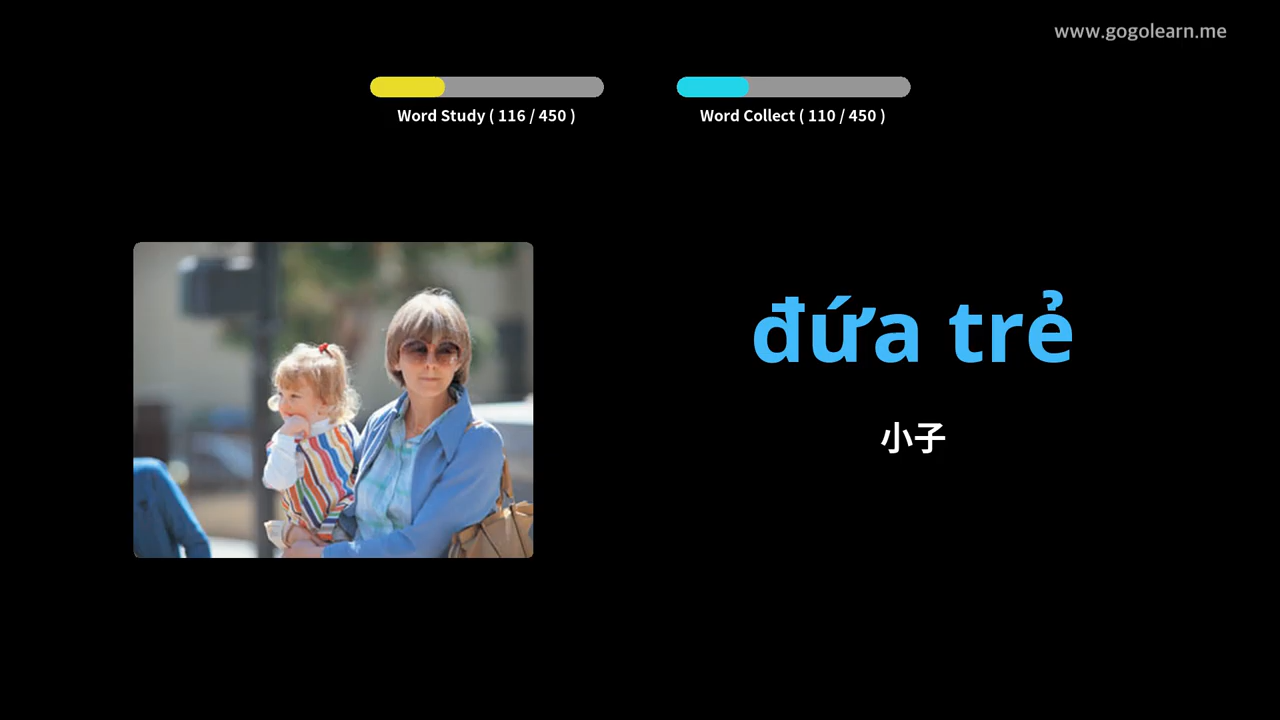 www.gogolearn.me
Word Study ( 116 / 450 )
Word Collect ( 110 / 450 )
đứa trẻ
小子